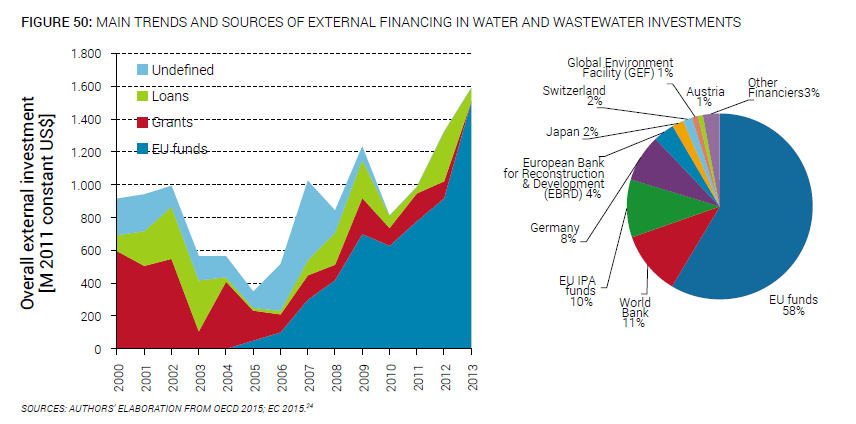 FIGURE 50: MAIN TRENDS AND SOURCES OF EXTERNAL FINANCING IN WATER AND WASTEWATER INVESTMENTS
Overall external investment
[M 2011 constant US$]
1.800
1.600
1.400
1.200
1.000
800
600
400
200
0
Undefined
Loans
Grants
EU funds
2000
2001
2002
2003
2004
2005
2006
2007
2008
2009
2010
2011
2012
2013
Global Environment
Facility (GEF) 1%
Switzerland
2%
Austria
1%
Other
Financiers3%
Japan 2%
European Bank
for Reconstruction
& Development
(EBRD) 4%
Germany
8%
EU IPA
funds
10%
World
Bank
11%
EU funds
58%
SOURCES: AUTHORS' ELABORATION FROM OECD 2015; EC 2015.24